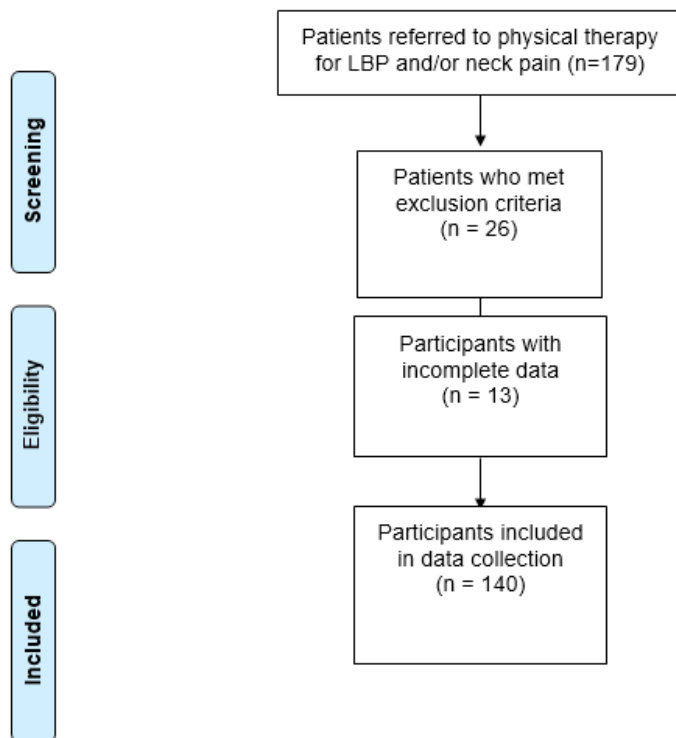 Patients referred to physical therapy
for LBP and/or neck pain (n=179)
Screening
Patients who met
exclusion criteria
(n = 26)
Eligibility
Participants with
incomplete data
(n = 13)
Included
Participants included
in data collection
(n = 140)